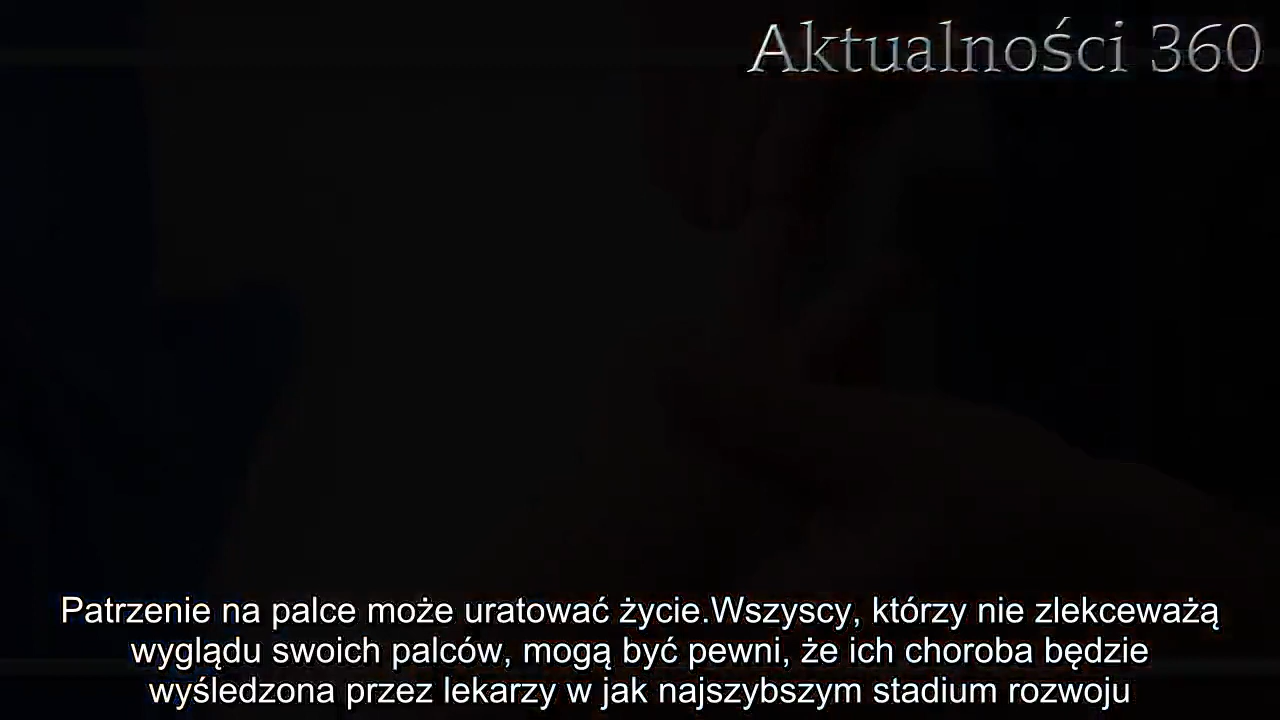 Aktualności 360
Patrzenie na palce może uratować życie.Wszyscy, którzy nie zlekceważą
wyglądu swoich palców, mogą być pewni, że ich choroba będzie
wyśledzona przez lekarzy w jak najszybszym stadium rozwoju